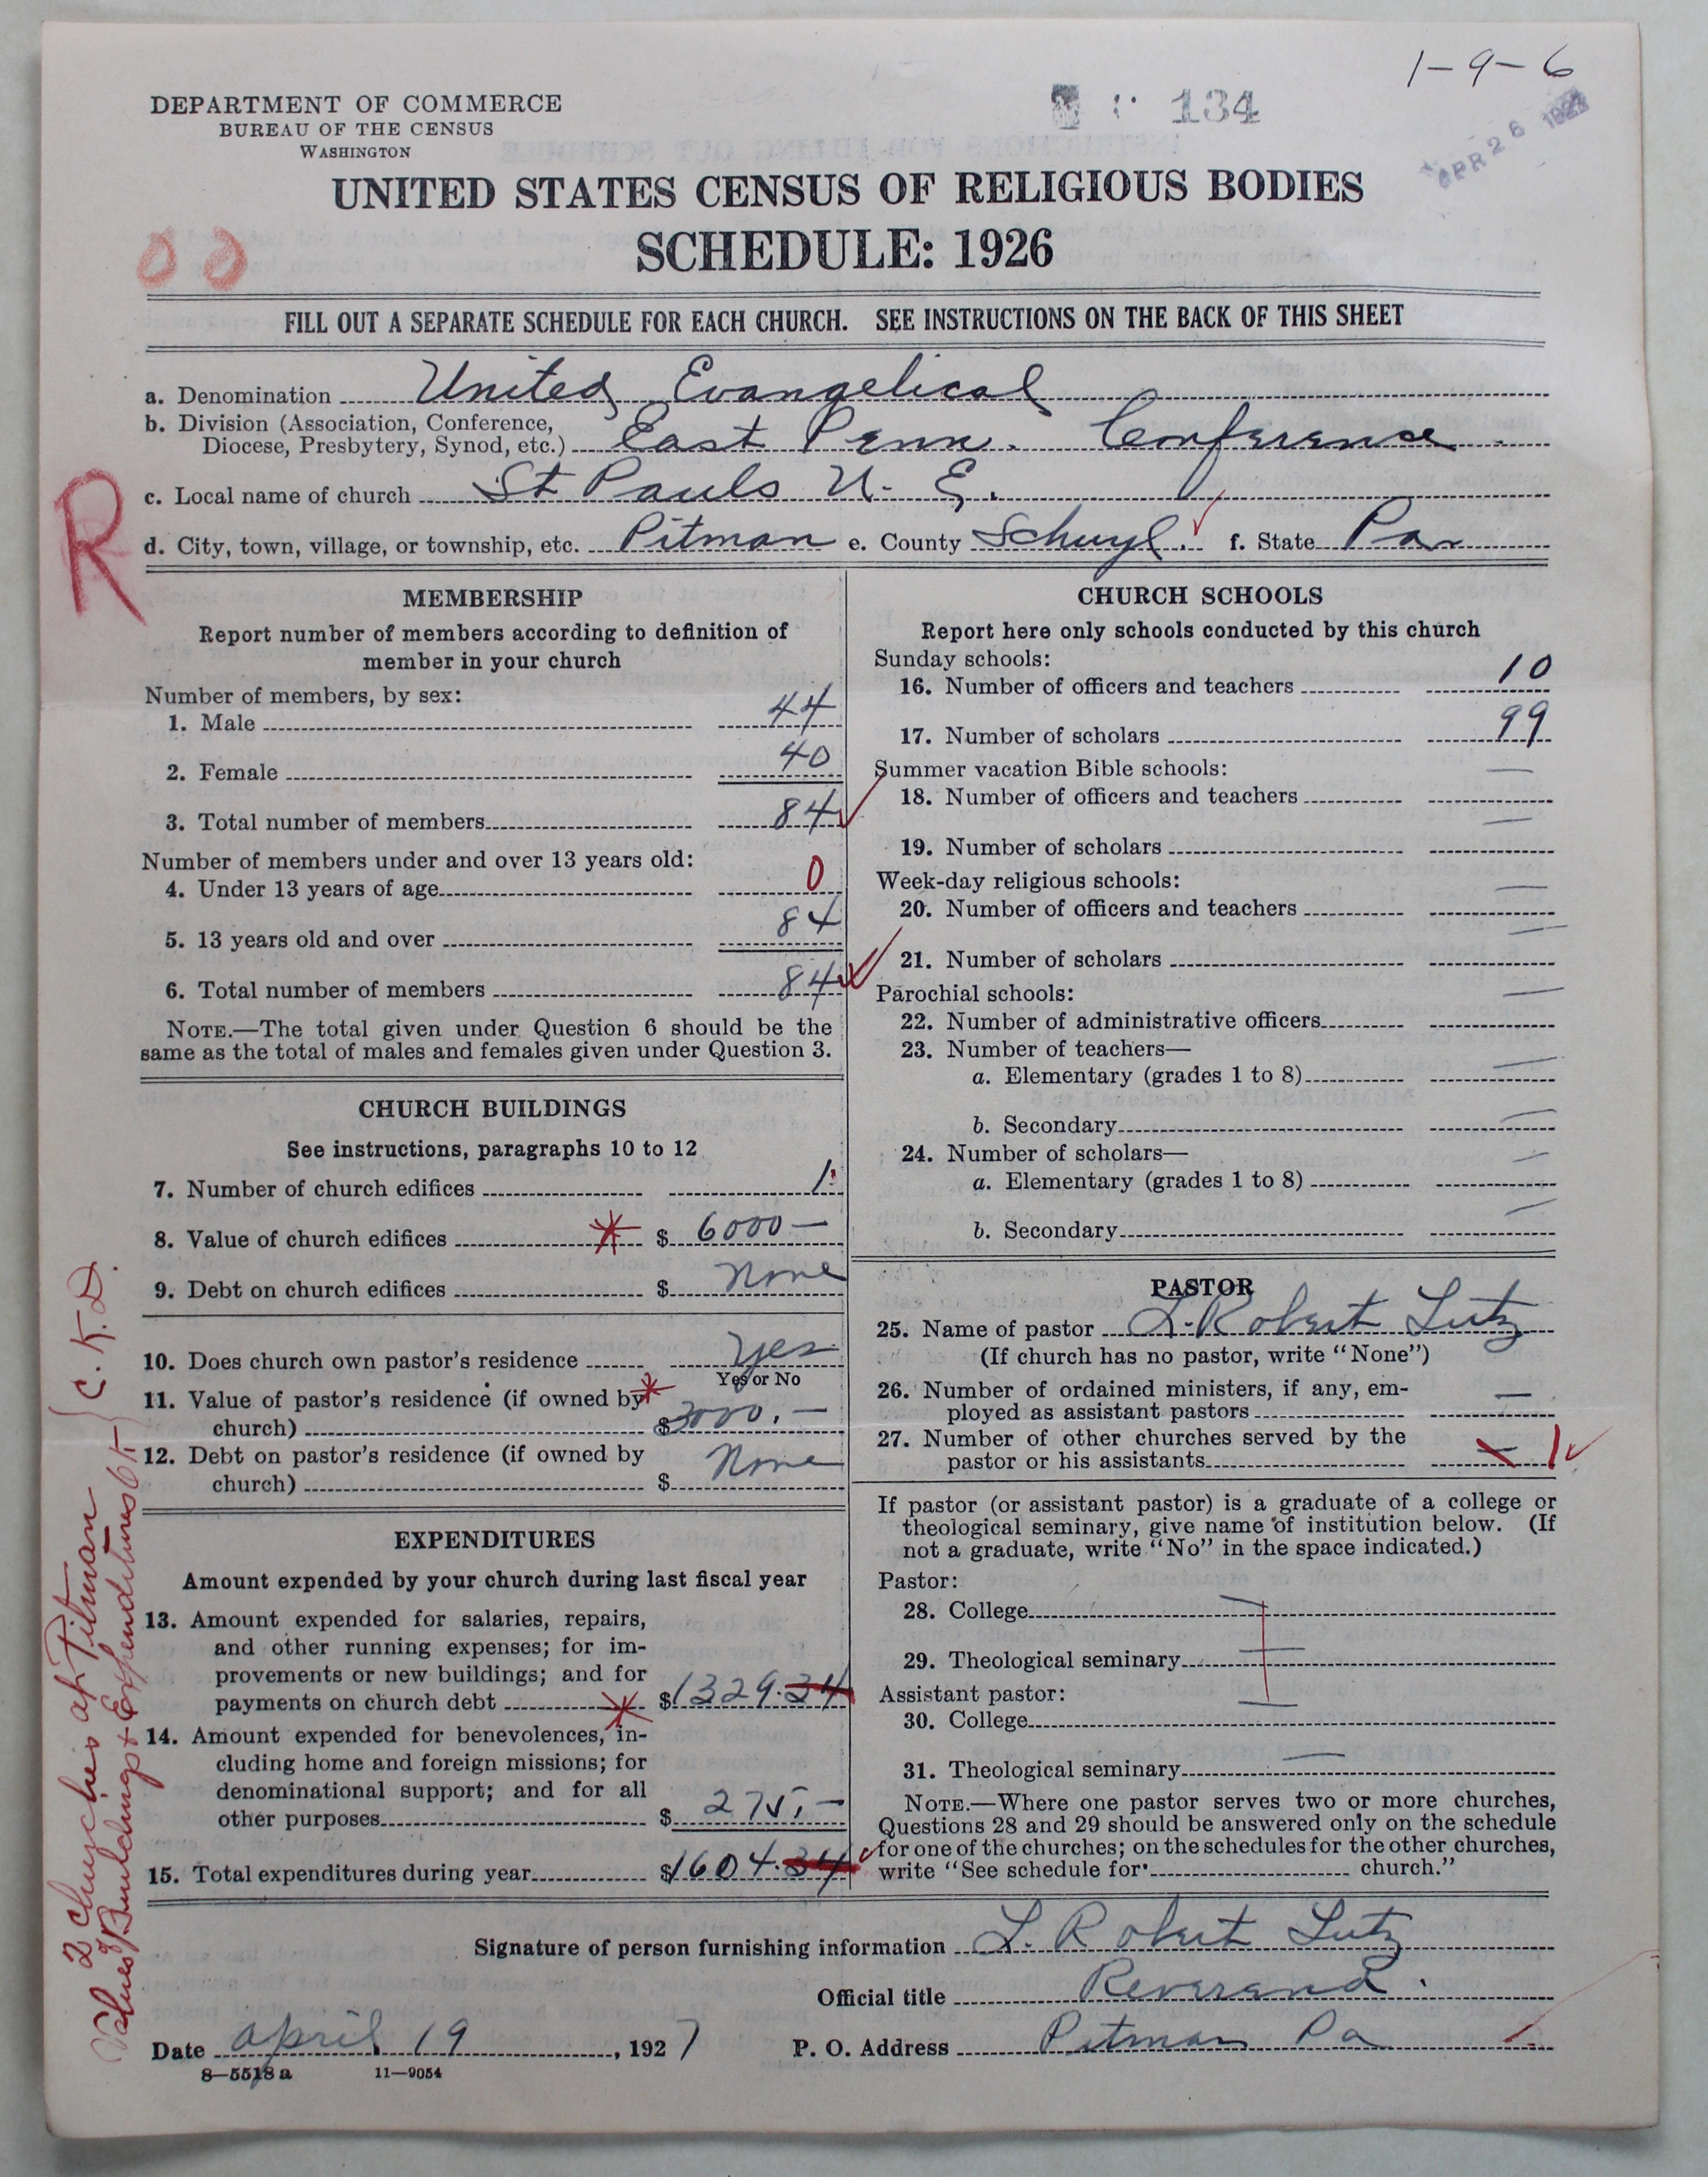 1-9-6
134
APR 26 1927
DEPARTMENT OF COMMERCE
BUREAU OF THE CENSUS
WASHINGTON
UNITED STATES CENSUS OF RELIGIOUS BODIES
SCHEDULE: 1926
FILL OUT A SEPARATE SCHEDULE FOR EACH CHURCH. SEE INSTRUCTIONS ON THE BACK OF THIS SHEET
a. Denomination United Evangelical
b. Division (Association, Conference,
Diocese, Presbytery, Synod, etc.) East Penn. Conference
c. Local name of church St Pauls U. E.
d. City, town, village, or township, etc. Pitman e. County Schuyl. f. State Pa
R
MEMBERSHIP
Report number of members according to definition of
member in your church
Number of members, by sex:
1. Male 44
2. Female 40
3. Total number of members 84
Number of members under and over 13 years old:
4. Under 13 years of age 0
5. 13 years old and over 84
6. Total number of members 84
NOTE.—The total given under Question 6 should be the
same as the total of males and females given under Question 3.
CHURCH BUILDINGS
See instructions, paragraphs 10 to 12
7. Number of church edifices 1
8. Value of church edifices $ 6000—
9. Debt on church edifices $ None
10. Does church own pastor's residence Yes
Yes or No
11. Value of pastor's residence (if owned by
church) $ 3000.—
12. Debt on pastor's residence (if owned by
church) $ None
EXPENDITURES
Amount expended by your church during last fiscal year
13. Amount expended for salaries, repairs,
and other running expenses; for im-
provements or new buildings; and for
payments on church debt $ 1329.34
14. Amount expended for benevolences, in-
cluding home and foreign missions; for
denominational support; and for all
other purposes $ 275.—
15. Total expenditures during year $ 1604.34
CHURCH SCHOOLS
Report here only schools conducted by this church
Sunday schools:
16. Number of officers and teachers 10
17. Number of scholars 99
Summer vacation Bible schools:
18. Number of officers and teachers —
19. Number of scholars —
Week-day religious schools:
20. Number of officers and teachers —
21. Number of scholars —
Parochial schools:
22. Number of administrative officers —
23. Number of teachers—
a. Elementary (grades 1 to 8) —
b. Secondary —
24. Number of scholars—
a. Elementary (grades 1 to 8) —
b. Secondary —
PASTOR
25. Name of pastor L. Robert Lutz
(If church has no pastor, write "None")
26. Number of ordained ministers, if any, em-
ployed as assistant pastors —
27. Number of other churches served by the
pastor or his assistants — 1
If pastor (or assistant pastor) is a graduate of a college or
theological seminary, give name of institution below. (If
not a graduate, write "No" in the space indicated.)
Pastor:
28. College —
29. Theological seminary —
Assistant pastor:
30. College —
31. Theological seminary —
NOTE.—Where one pastor serves two or more churches,
Questions 28 and 29 should be answered only on the schedule
for one of the churches; on the schedules for the other churches,
write "See schedule for church."
Signature of person furnishing information L. Robert Lutz
Official title Reverend.
Date April 19, 1927 P. O. Address Pitman Pa
8—5518 a 11—9054
2 churches at Pitman
Values of Buildings & Expenditures OK
C. K. D.